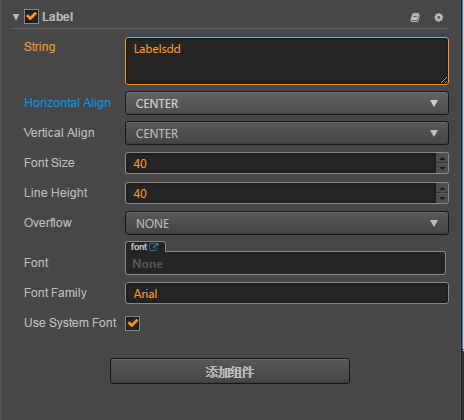 Label
String
Labelsdd
Horizontal Align
CENTER
Vertical Align
CENTER
Font Size
40
Line Height
40
Overflow
NONE
font
Font
None
Font Family
Arial
Use System Font
添加组件